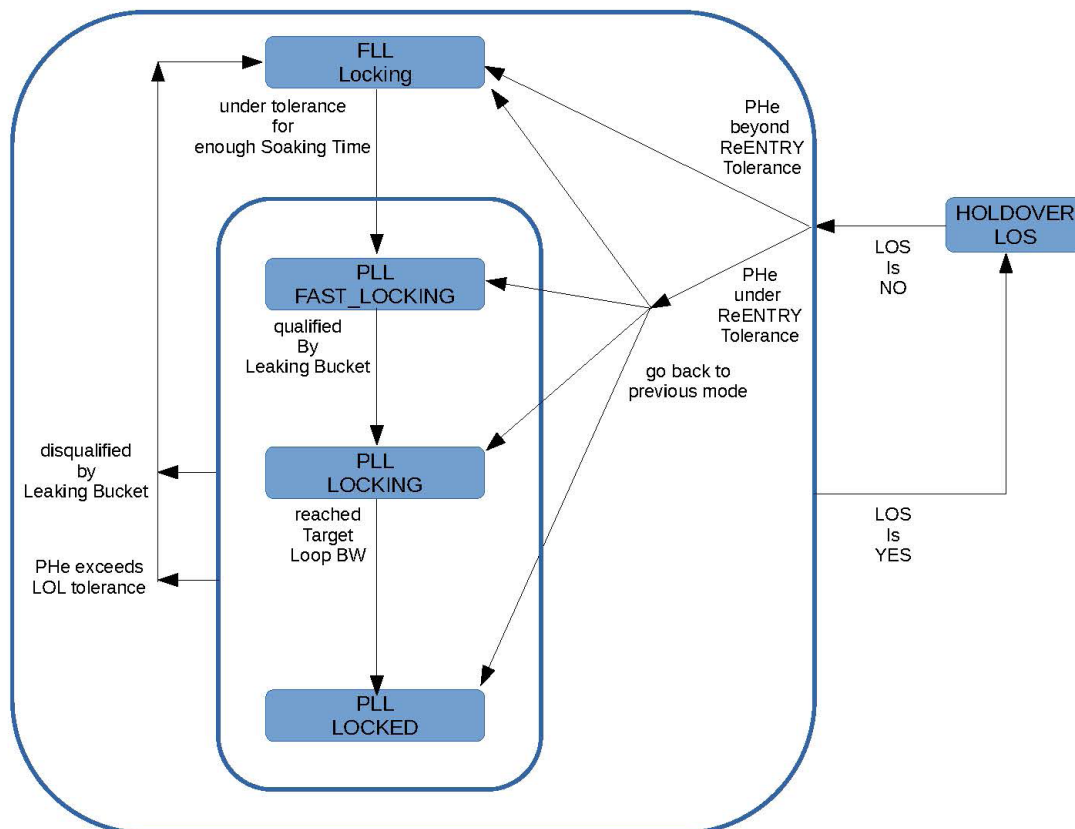 FLL
Locking
under tolerance
for
enough Soaking Time
PHe
beyond
ReENTRY
Tolerance
HOLDOVER
LOS
LOS
Is
NO
PLL
FAST_LOCKING
PHe
under
ReENTRY
Tolerance
qualified
By
Leaking Bucket
go back to
previous mode
disqualified
by
Leaking Bucket
PLL
LOCKING
reached
Target
Loop BW
LOS
Is
YES
PHe exceeds
LOL tolerance
PLL
LOCKED